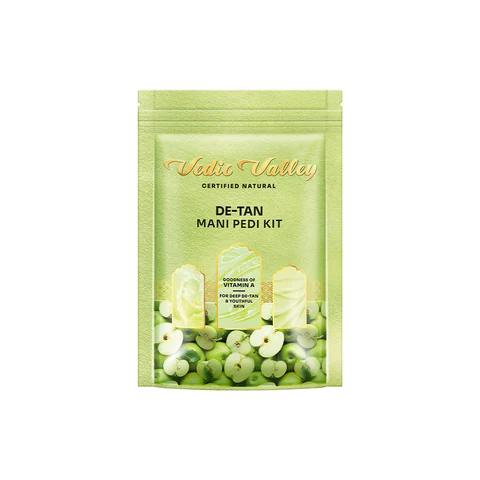 Vedic Valley
CERTIFIED NATURAL
DE-TAN
MANI PEDI KIT
GOODNESS OF
VITAMIN A
FOR DEEP DE-TAN
& YOUTHFUL
SKIN